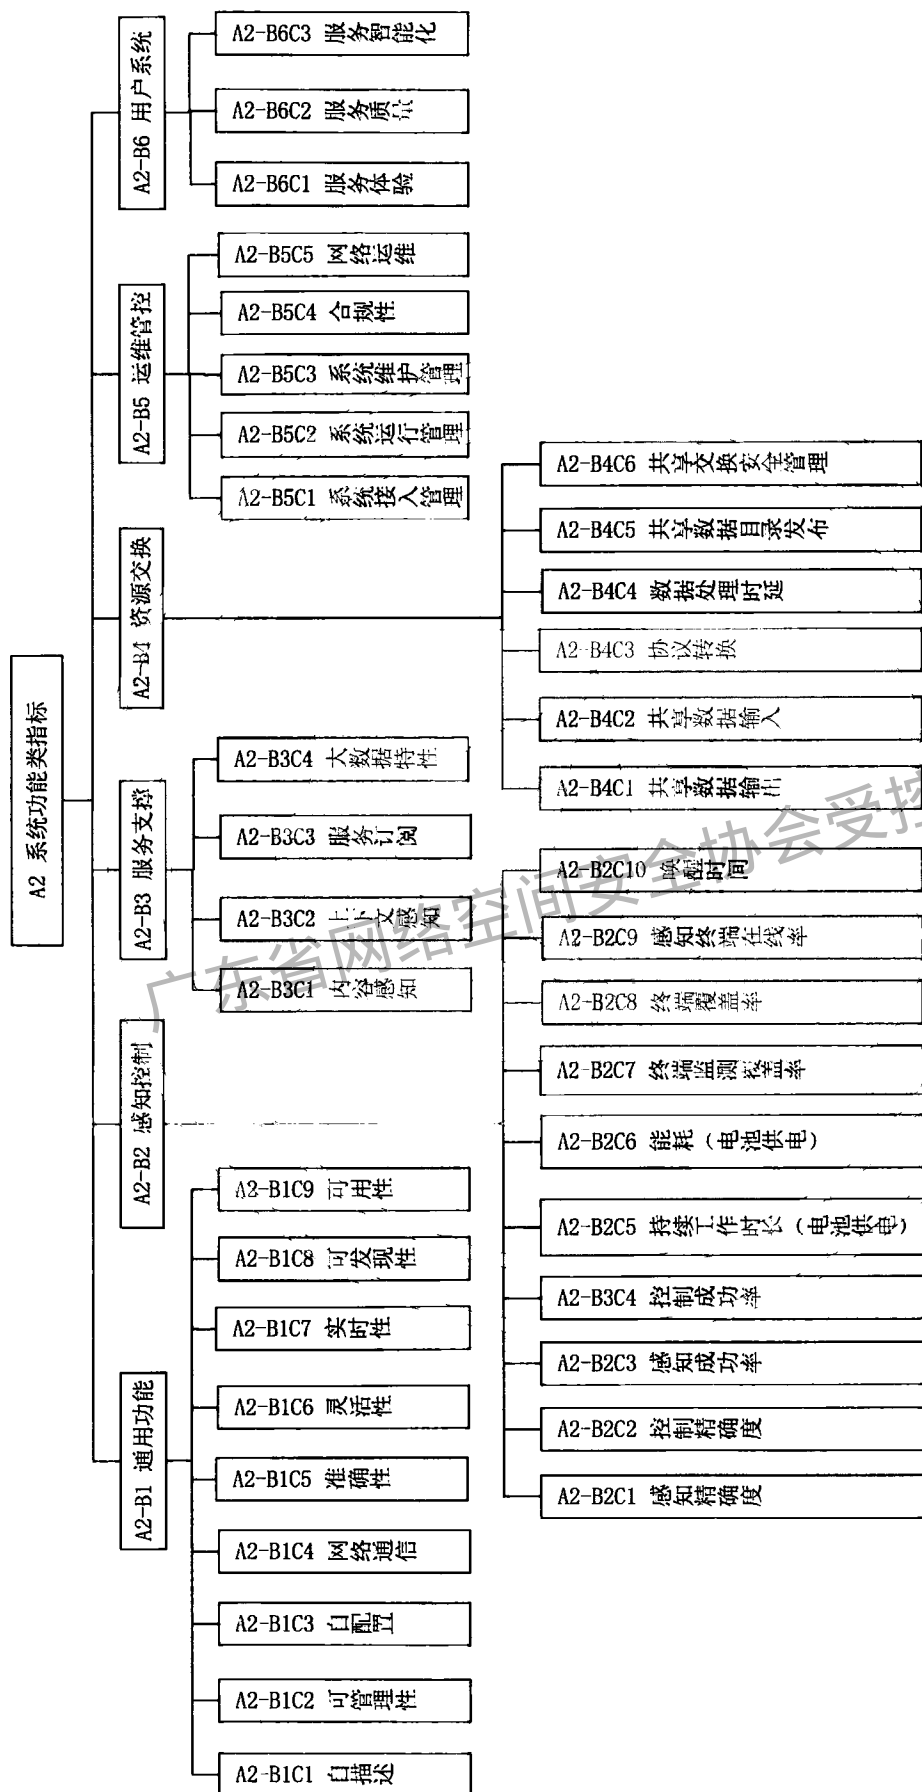 A2 系统功能类指标
A2-B1 通用功能
A2-B2 感知控制
A2-B3 服务支撑
A2-B4 资源交换
A2-B5 运维管控
A2-B6 用户系统
A2-B1C1 自描述
A2-B1C2 可管理性
A2-B1C3 自配置
A2-B1C4 网络通信
A2-B1C5 准确性
A2-B1C6 灵活性
A2-B1C7 实时性
A2-B1C8 可发现性
A2-B1C9 可用性
A2-B3C1 内容感知
A2-B3C2 上下文感知
A2-B3C3 服务订阅
A2-B3C4 大数据特性
A2-B5C1 系统接入管理
A2-B5C2 系统运行管理
A2-B5C3 系统维护管理
A2-B5C4 合规性
A2-B5C5 网络运维
A2-B6C1 服务体验
A2-B6C2 服务质量
A2-B6C3 服务智能化
A2-B2C1 感知精确度
A2-B2C2 控制精确度
A2-B2C3 感知成功率
A2-B3C4 控制成功率
A2-B2C5 持续工作时长（电池供电）
A2-B2C6 能耗（电池供电）
A2-B2C7 终端监测覆盖率
A2-B2C8 终端覆盖率
A2-B2C9 感知终端在线率
A2-B2C10 唤醒时间
A2-B4C1 共享数据输出
A2-B4C2 共享数据输入
A2-B4C3 协议转换
A2-B4C4 数据处理时延
A2-B4C5 共享数据目录发布
A2-B4C6 共享交换安全管理
广东省网络空间安全协会受控